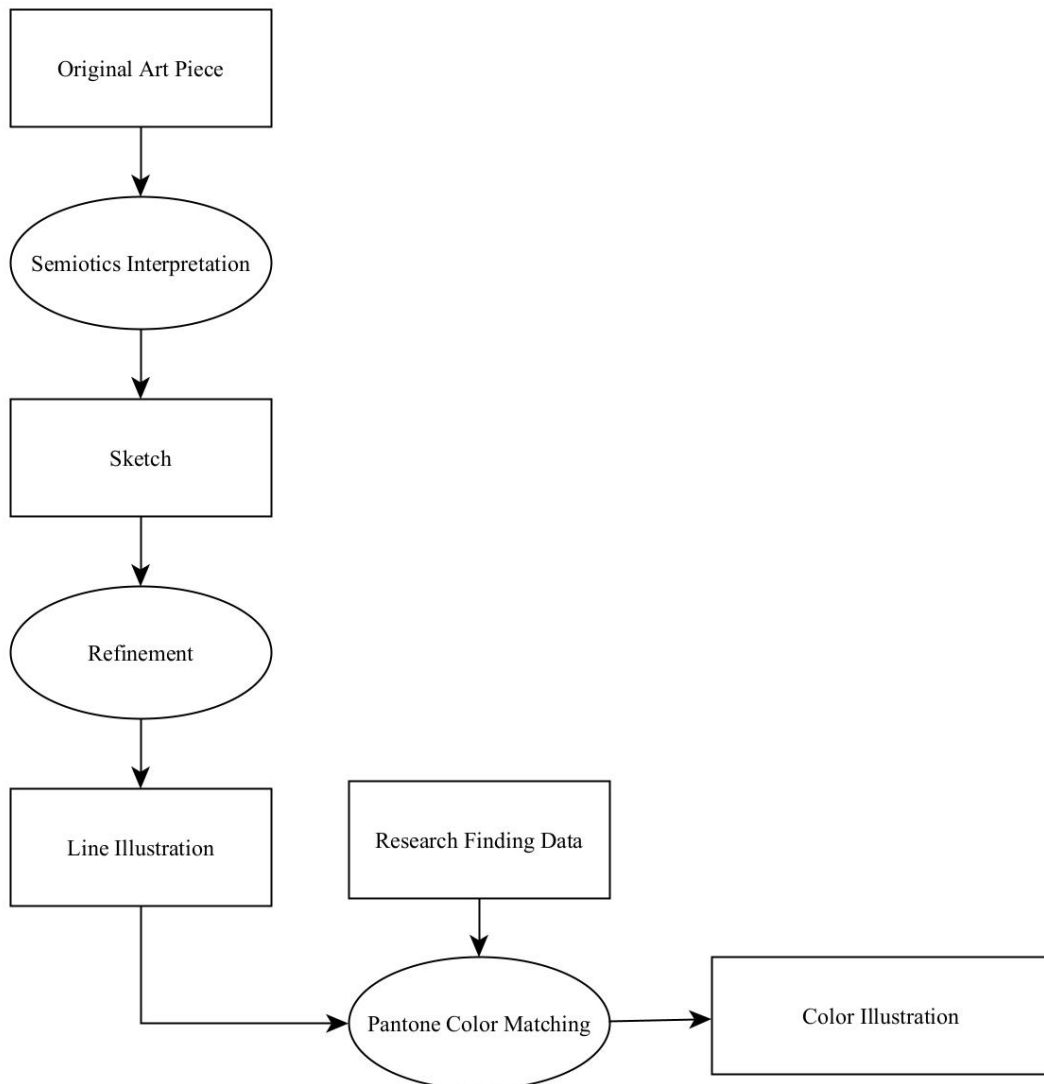 Original Art Piece
Semiotics Interpretation
Sketch
Refinement
Line Illustration
Research Finding Data
Pantone Color Matching
Color Illustration